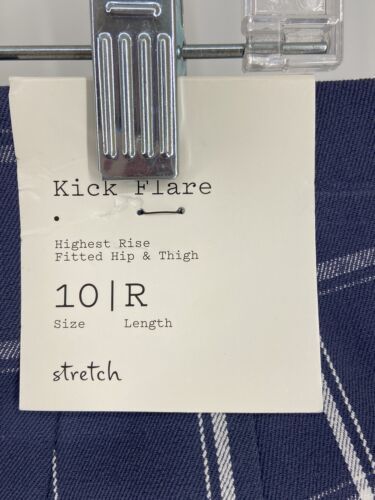 Kick Flare
Highest Rise
Fitted Hip & Thigh
10|R
Size Length
stretch